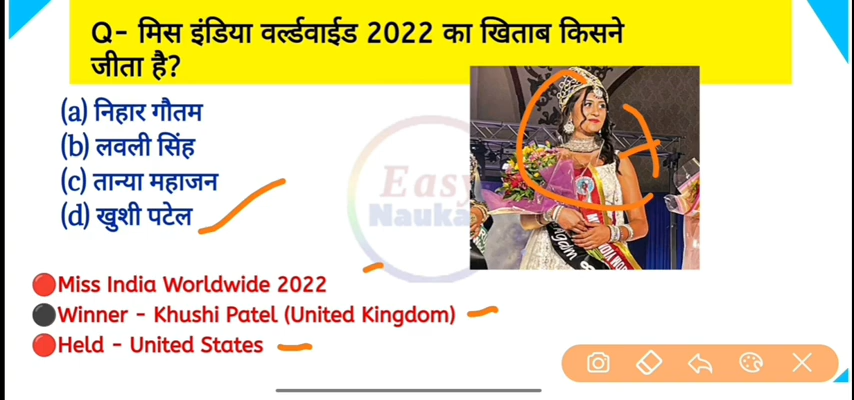 Q- मिस इंडिया वर्ल्डवाईड 2022 का खिताब किसने
जीता है?
(a) निहार गौतम
(b) लवली सिंह
(c) तान्या महाजन
(d) खुशी पटेल
Easy
Nauka
Miss India Worldwide 2022
Winner - Khushi Patel (United Kingdom)
Held - United States